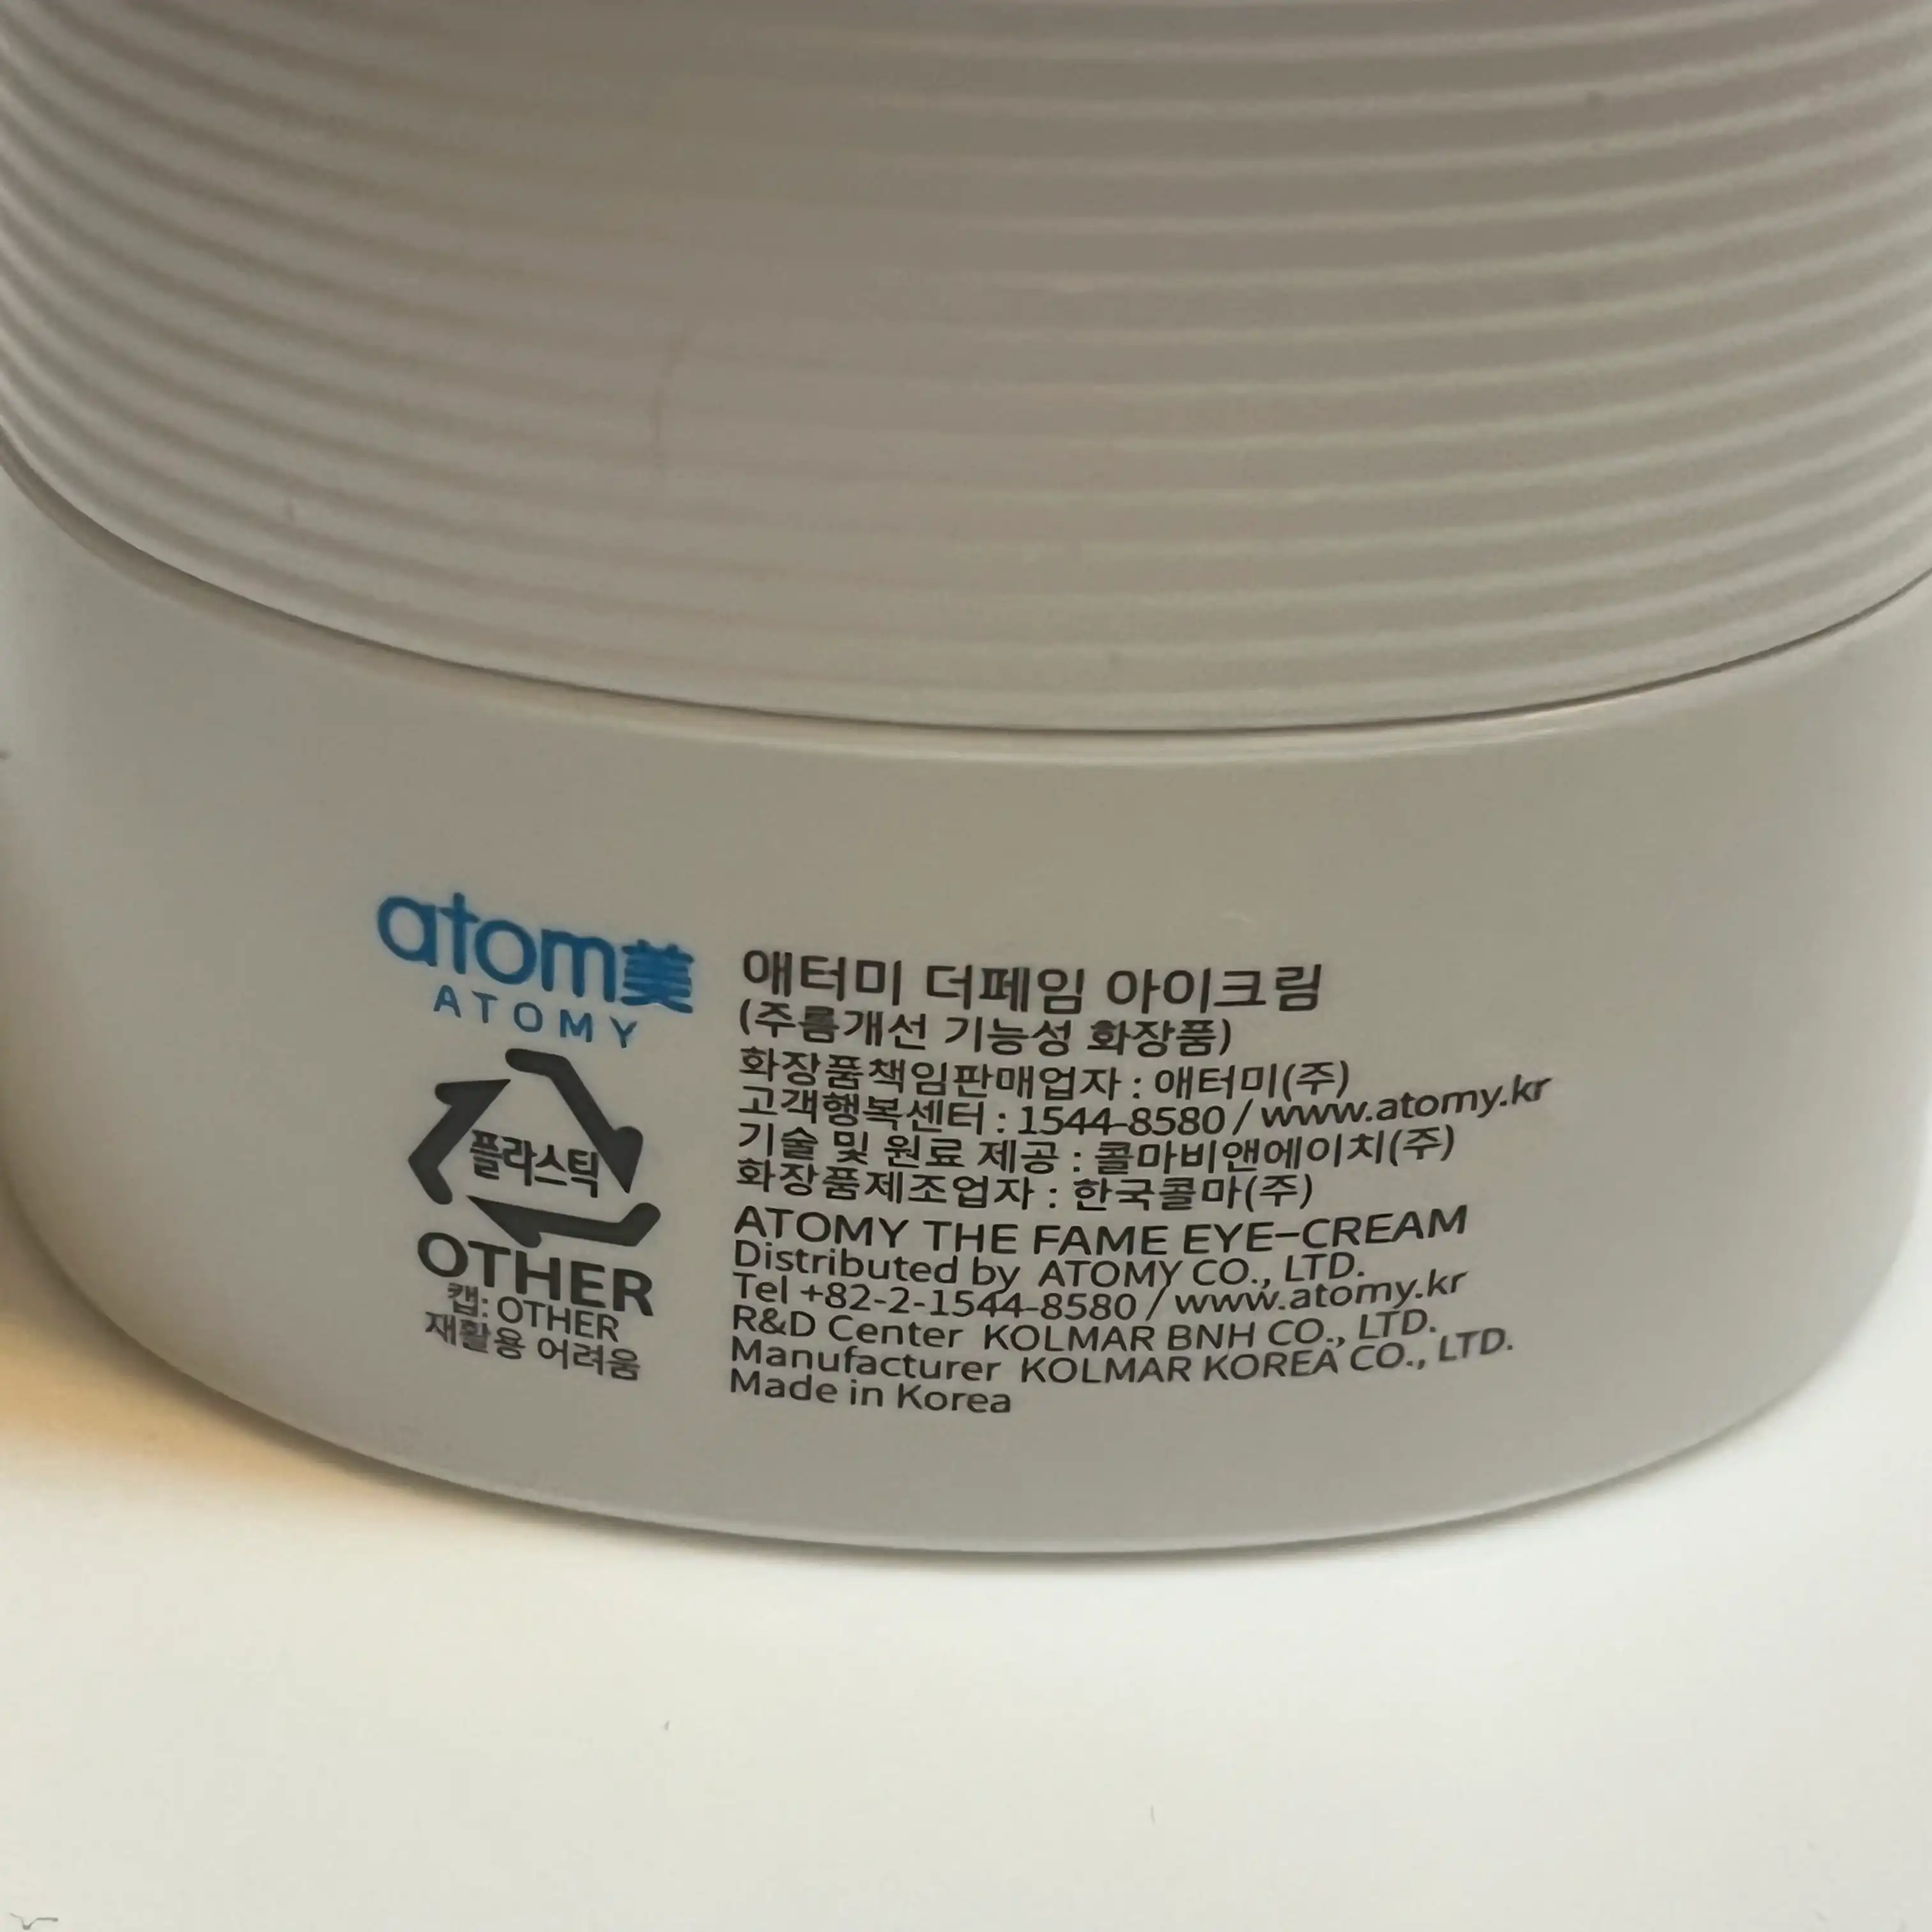 atom美
ATOMY
플라스틱
OTHER
캡: OTHER
재활용 어려움
애터미 더페임 아이크림
(주름개선 기능성 화장품)
화장품책임판매업자 : 애터미(주)
고객행복센터 : 1544-8580 / www.atomy.kr
기술 및 원료 제공 : 콜마비앤에이치(주)
화장품제조업자 : 한국콜마(주)
ATOMY THE FAME EYE-CREAM
Distributed by ATOMY CO., LTD.
Tel +82-2-1544-8580 / www.atomy.kr
R&D Center KOLMAR BNH CO., LTD.
Manufacturer KOLMAR KOREA CO., LTD.
Made in Korea